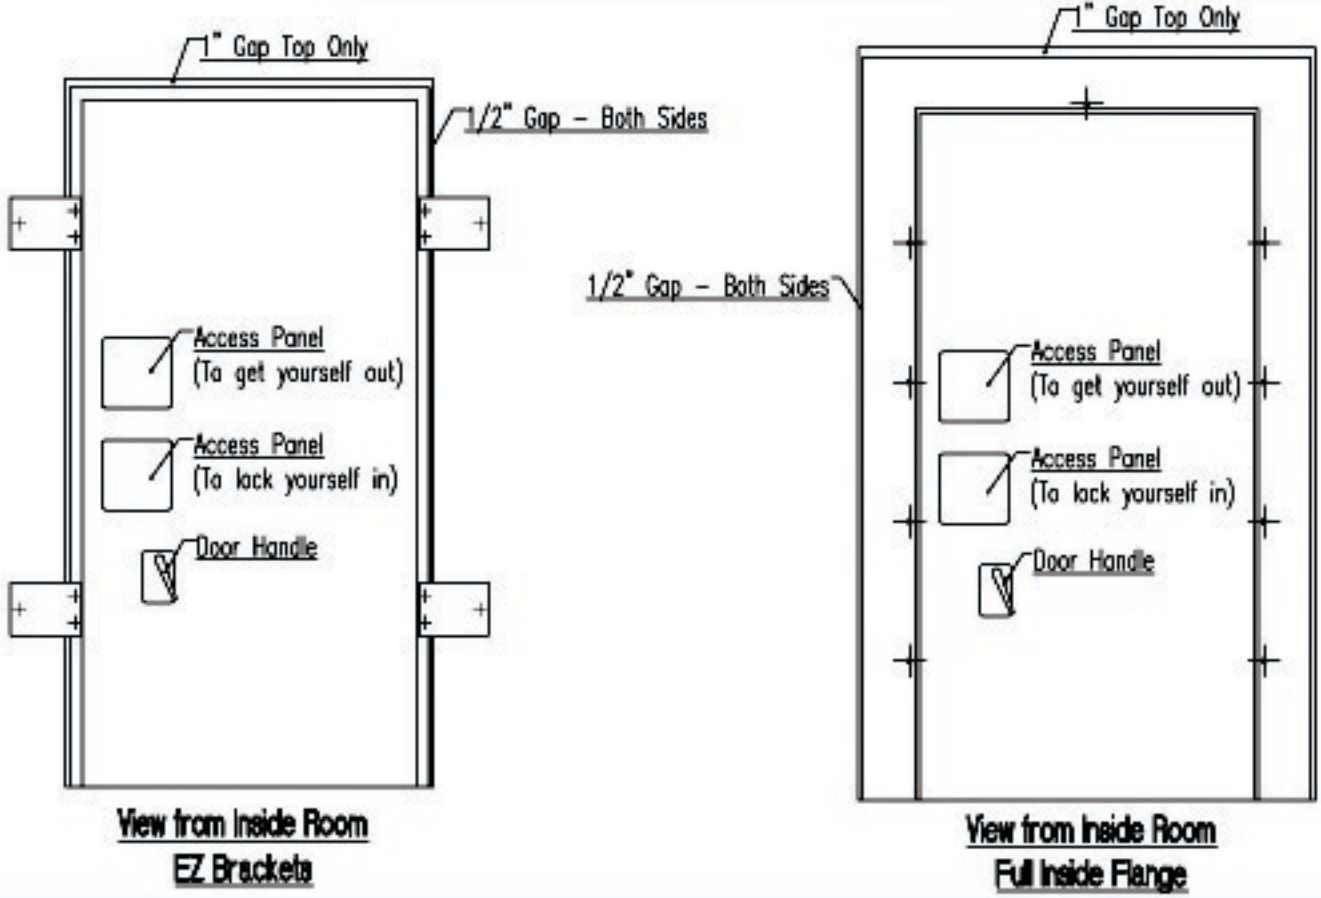 1" Gap Top Only
1/2" Gap - Both Sides
Access Panel
(To get yourself out)
Access Panel
(To lock yourself in)
Door Handle
View from Inside Room
EZ Brackets
1" Gap Top Only
1/2" Gap - Both Sides
Access Panel
(To get yourself out)
Access Panel
(To lock yourself in)
Door Handle
View from Inside Room
Full Inside Flange